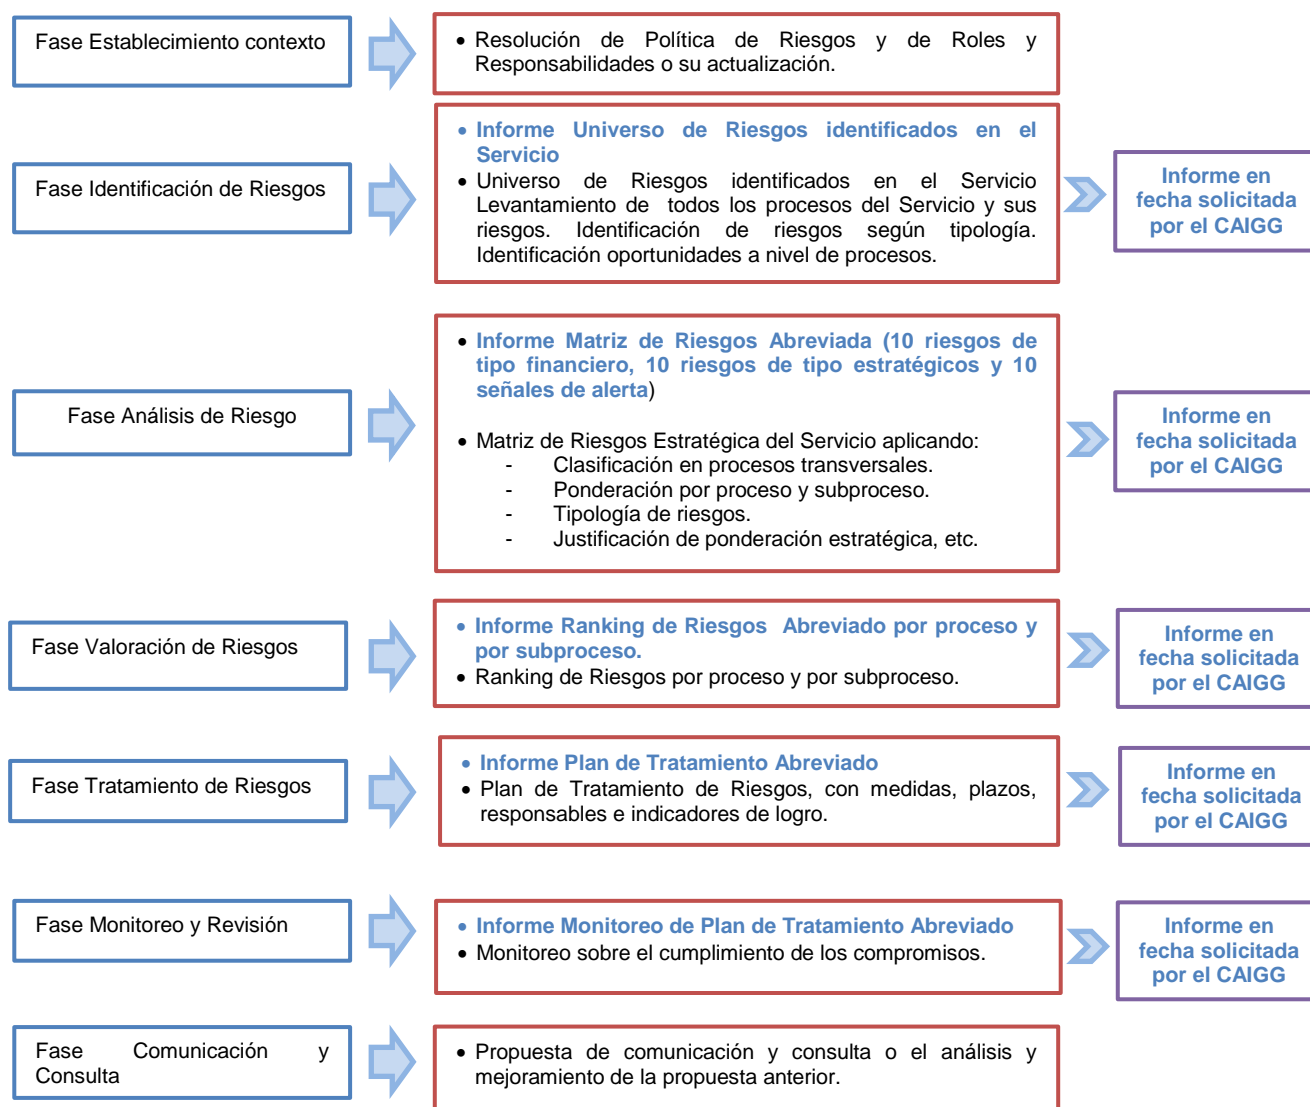 Fase Establecimiento contexto
• Resolución de Política de Riesgos y de Roles y
Responsabilidades o su actualización.
Fase Identificación de Riesgos
• Informe Universo de Riesgos identificados en el
Servicio
• Universo de Riesgos identificados en el Servicio
Levantamiento de todos los procesos del Servicio y sus
riesgos. Identificación de riesgos según tipología.
Identificación oportunidades a nivel de procesos.
Informe en
fecha solicitada
por el CAIGG
Fase Análisis de Riesgo
• Informe Matriz de Riesgos Abreviada (10 riesgos de
tipo financiero, 10 riesgos de tipo estratégicos y 10
señales de alerta)
• Matriz de Riesgos Estratégica del Servicio aplicando:
- Clasificación en procesos transversales.
- Ponderación por proceso y subproceso.
- Tipología de riesgos.
- Justificación de ponderación estratégica, etc.
Informe en
fecha solicitada
por el CAIGG
Fase Valoración de Riesgos
• Informe Ranking de Riesgos Abreviado por proceso y
por subproceso.
• Ranking de Riesgos por proceso y por subproceso.
Informe en
fecha solicitada
por el CAIGG
Fase Tratamiento de Riesgos
• Informe Plan de Tratamiento Abreviado
• Plan de Tratamiento de Riesgos, con medidas, plazos,
responsables e indicadores de logro.
Informe en
fecha solicitada
por el CAIGG
Fase Monitoreo y Revisión
• Informe Monitoreo de Plan de Tratamiento Abreviado
• Monitoreo sobre el cumplimiento de los compromisos.
Informe en
fecha solicitada
por el CAIGG
Fase Comunicación y
Consulta
• Propuesta de comunicación y consulta o el análisis y
mejoramiento de la propuesta anterior.